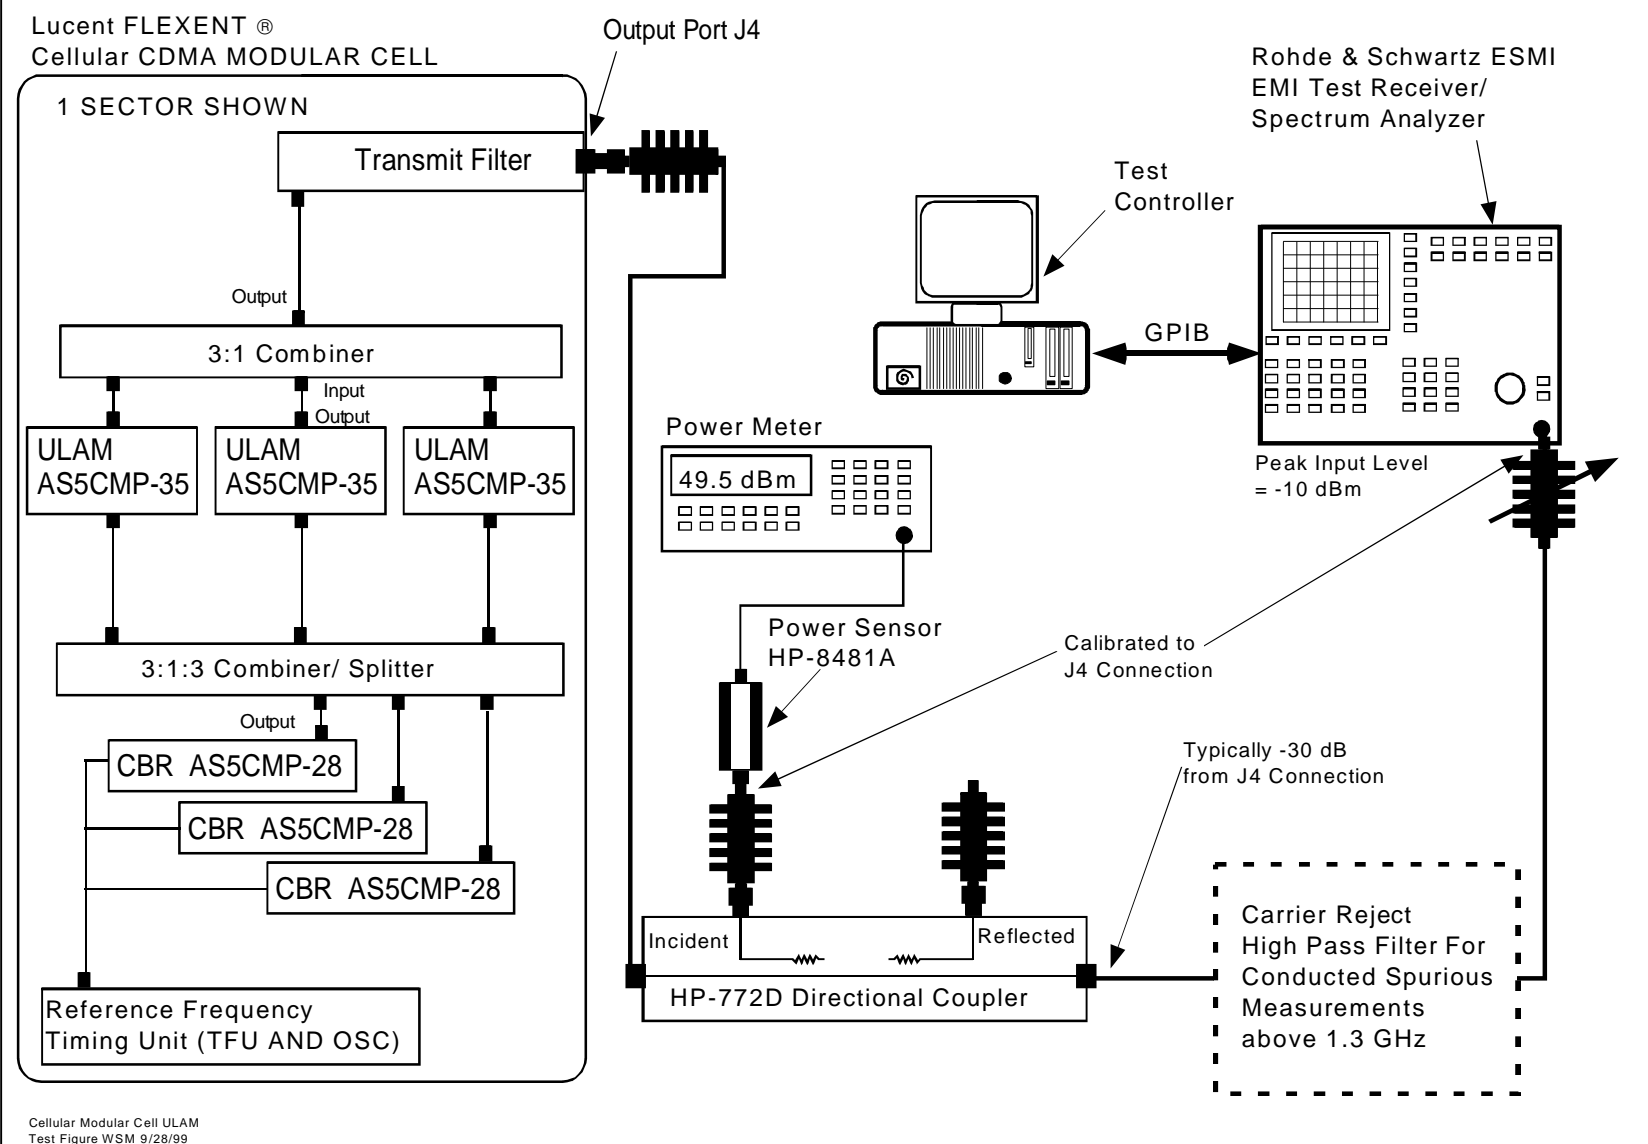 Lucent FLEXENT ®
Cellular CDMA MODULAR CELL
1 SECTOR SHOWN
Output Port J4
Transmit Filter
Output
3:1 Combiner
Input
Output
ULAM
AS5CMP-35
ULAM
AS5CMP-35
ULAM
AS5CMP-35
3:1:3 Combiner/ Splitter
Output
CBR AS5CMP-28
CBR AS5CMP-28
CBR AS5CMP-28
Reference Frequency
Timing Unit (TFU AND OSC)
Rohde & Schwartz ESMI
EMI Test Receiver/
Spectrum Analyzer
Test
Controller
GPIB
Power Meter
49.5 dBm
Peak Input Level
= -10 dBm
Power Sensor
HP-8481A
Calibrated to
J4 Connection
Typically -30 dB
from J4 Connection
Incident
Reflected
HP-772D Directional Coupler
Carrier Reject
High Pass Filter For
Conducted Spurious
Measurements
above 1.3 GHz
Cellular Modular Cell ULAM
Test Figure WSM 9/28/99